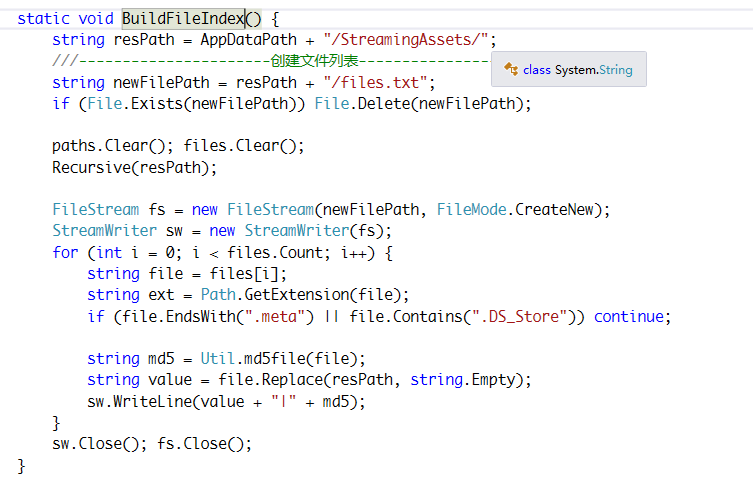 static void BuildFileIndex() {
    string resPath = AppDataPath + "/StreamingAssets/";
    ///----------------------创建文件列表---------------
    string newFilePath = resPath + "/files.txt";
    if (File.Exists(newFilePath)) File.Delete(newFilePath);
    paths.Clear(); files.Clear();
    Recursive(resPath);
    FileStream fs = new FileStream(newFilePath, FileMode.CreateNew);
    StreamWriter sw = new StreamWriter(fs);
    for (int i = 0; i < files.Count; i++) {
        string file = files[i];
        string ext = Path.GetExtension(file);
        if (file.EndsWith(".meta") || file.Contains(".DS_Store")) continue;
        string md5 = Util.md5file(file);
        string value = file.Replace(resPath, string.Empty);
        sw.WriteLine(value + "|" + md5);
    }
    sw.Close(); fs.Close();
}
class System.String